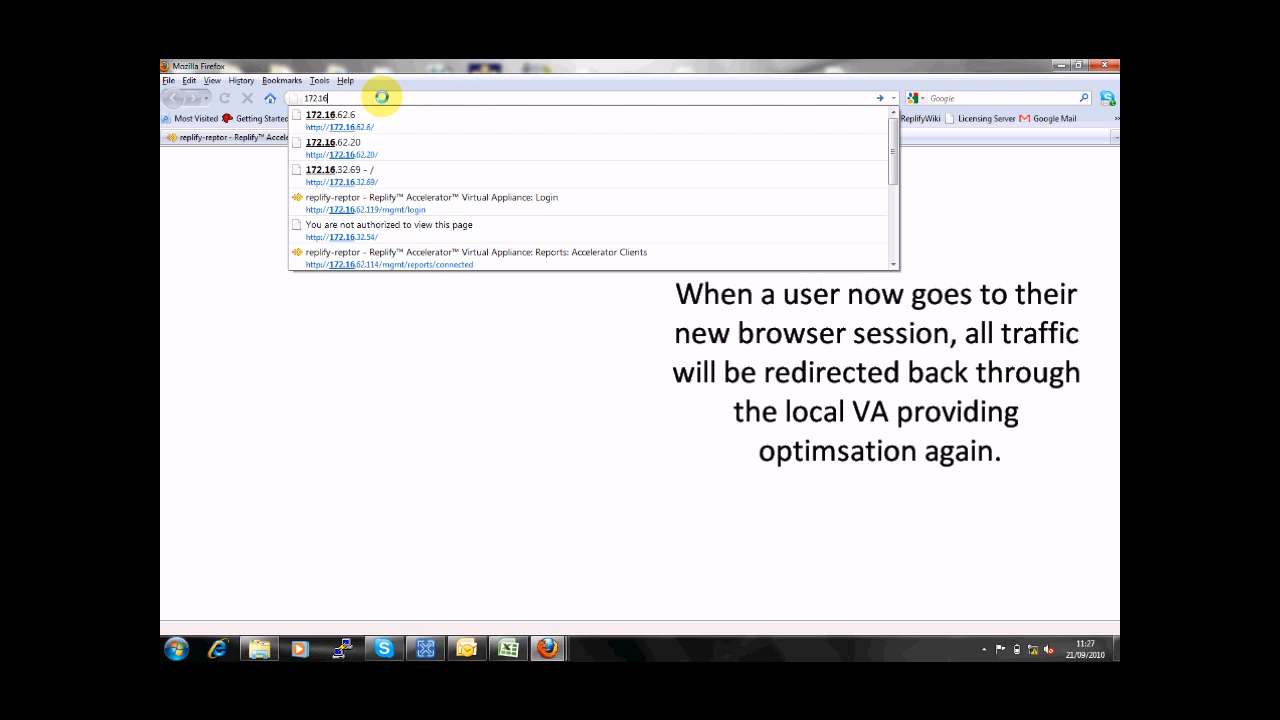 Mozilla Firefox
File Edit View History Bookmarks Tools Help
172.16
Google
Most Visited Getting Started
ReplifyWiki Licensing Server Google Mail »
replify-reptor - Replify™ Accele
172.16.62.6
http://172.16.62.6/
172.16.62.20
http://172.16.62.20/
172.16.32.69 - /
http://172.16.32.69/
replify-reptor - Replify™ Accelerator™ Virtual Appliance: Login
http://172.16.62.119/mgmt/login
You are not authorized to view this page
http://172.16.32.54/
replify-reptor - Replify™ Accelerator™ Virtual Appliance: Reports: Accelerator Clients
http://172.16.62.114/mgmt/reports/connected
When a user now goes to their
new browser session, all traffic
will be redirected back through
the local VA providing
optimsation again.
11:27
21/09/2010